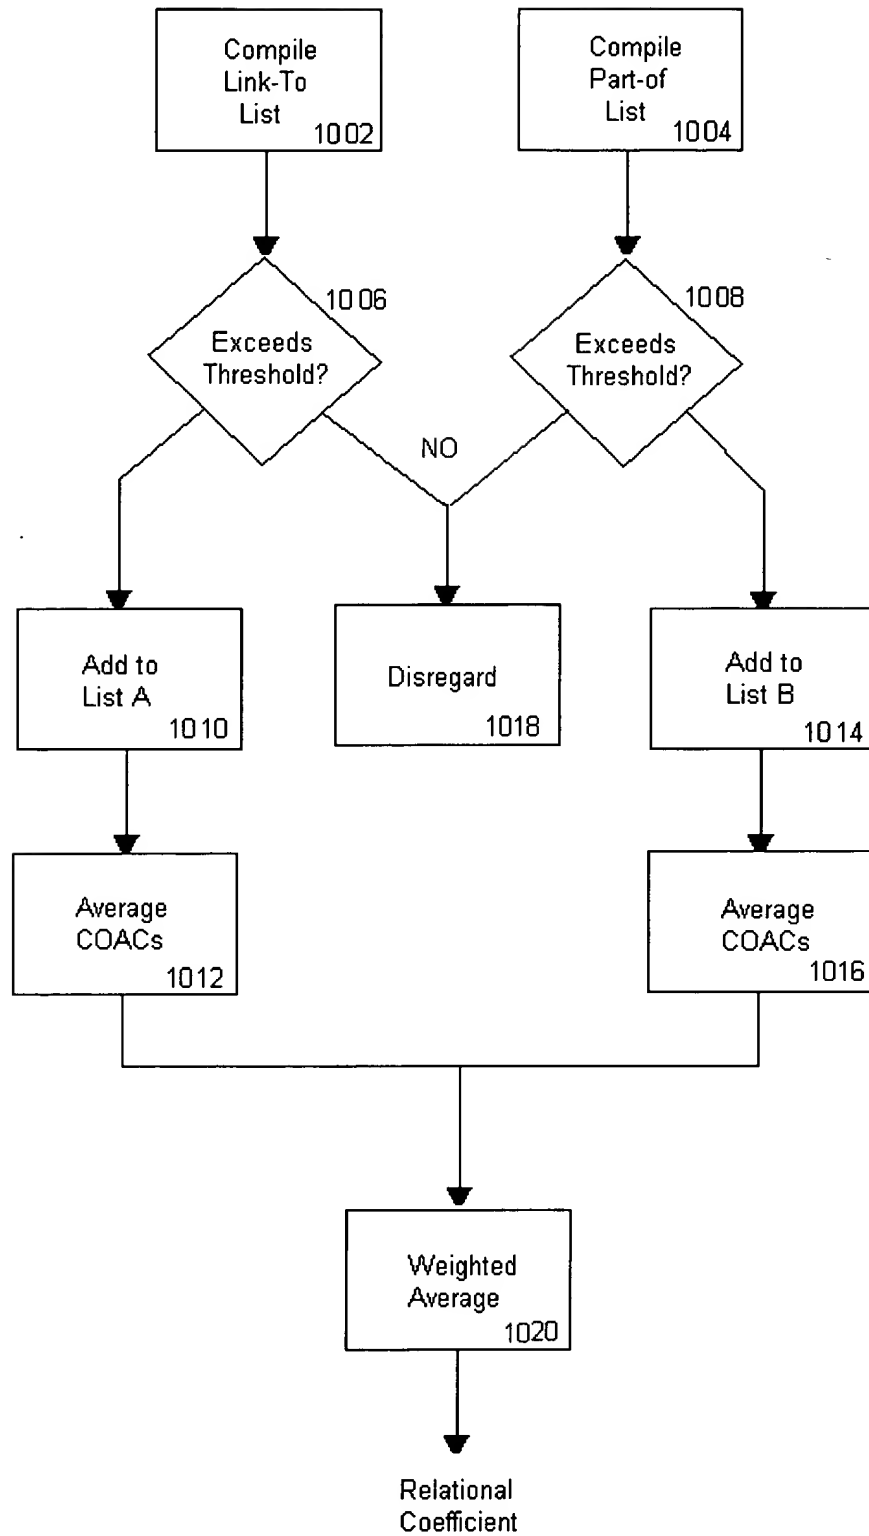 Compile
Link-To
List
1002
Compile
Part-of
List
1004
1006
Exceeds
Threshold?
1008
Exceeds
Threshold?
NO
Add to
List A
1010
Disregard
1018
Add to
List B
1014
Average
COACs
1012
Average
COACs
1016
Weighted
Average
1020
Relational
Coefficient